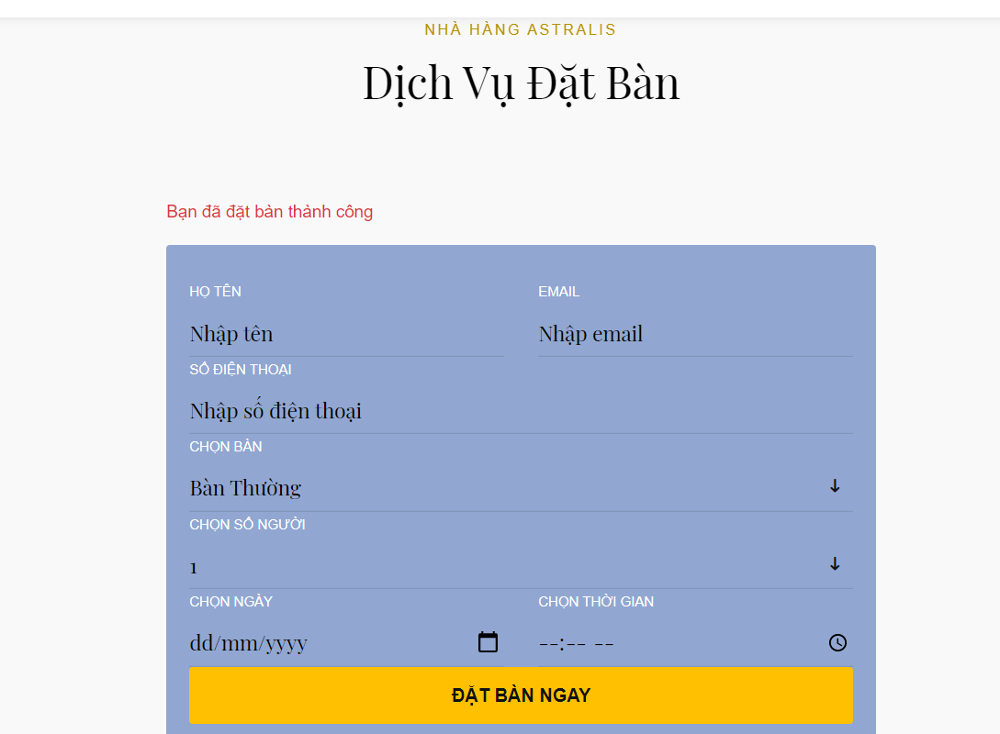 NHÀ HÀNG ASTRALIS
Dịch Vụ Đặt Bàn
Bạn đã đặt bàn thành công
HỌ TÊN EMAIL
Nhập tên Nhập email
SỐ ĐIỆN THOẠI
Nhập số điện thoại
CHỌN BÀN
Bàn Thường
CHỌN SỐ NGƯỜI
1
CHỌN NGÀY CHỌN THỜI GIAN
dd/mm/yyyy --:-- --
ĐẶT BÀN NGAY